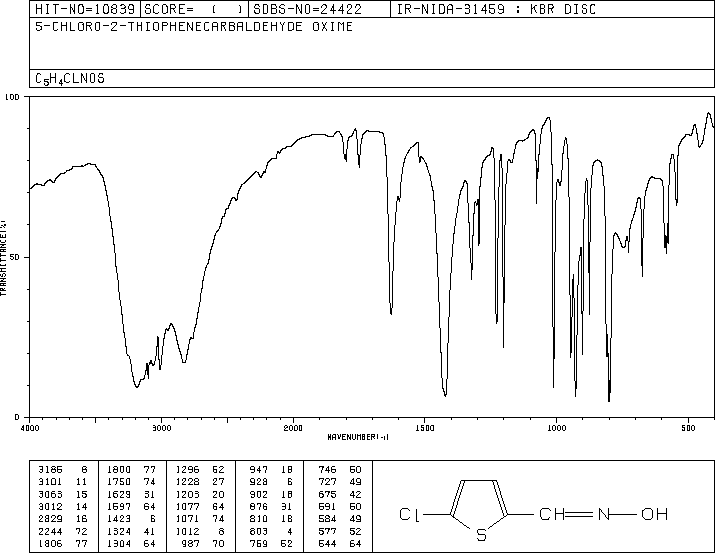 HIT-NO=10839 SCORE= ( ) SDBS-NO=24422 IR-NIDA-31459 : KBR DISC
5-CHLORO-2-THIOPHENECARBALDEHYDE OXIME
C5H4CLNOS
100
TRANSMITTANCE(%)
50
0
4000 3000 2000 1500 1000 500
WAVENUMBER(-1)
3185 8 1800 77 1296 52 947 18 746 50
3101 11 1750 74 1228 27 928 6 727 49
3063 15 1629 31 1203 20 902 18 675 42
3012 14 1597 64 1077 64 876 31 591 50
2829 16 1423 6 1071 74 810 18 584 49
2244 72 1324 41 1012 8 803 4 577 52
1806 77 1304 64 987 70 769 52 544 64
Cl S CH N OH